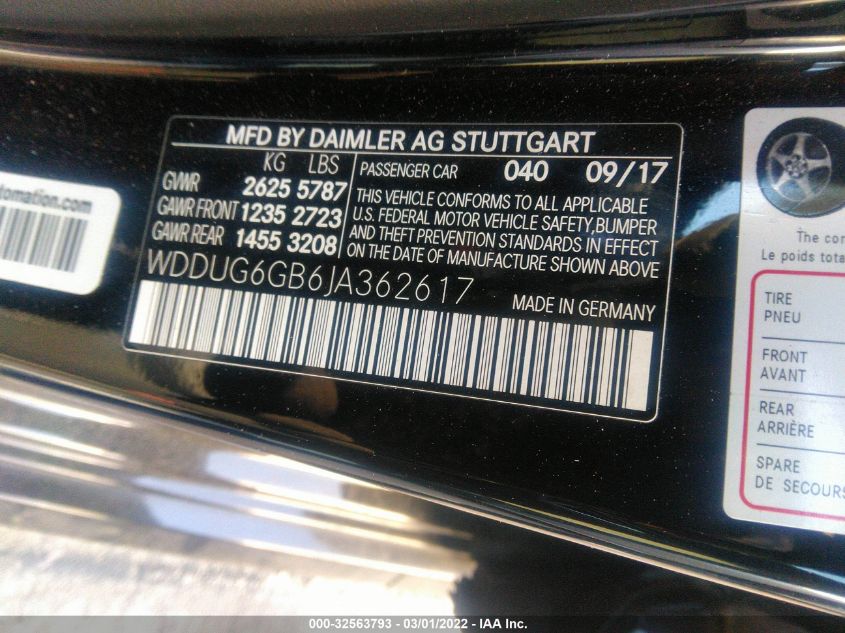 MFD BY DAIMLER AG STUTTGART
KG LBS
GVWR 2625 5787
GAWR FRONT 1235 2723
GAWR REAR 1455 3208
PASSENGER CAR 040 09/17
THIS VEHICLE CONFORMS TO ALL APPLICABLE
U.S. FEDERAL MOTOR VEHICLE SAFETY, BUMPER
AND THEFT PREVENTION STANDARDS IN EFFECT
ON THE DATE OF MANUFACTURE SHOWN ABOVE
WDDUG6GB6JA362617
MADE IN GERMANY
tomation.com
The co
Le poids tota
TIRE
PNEU
FRONT
AVANT
REAR
ARRIÈRE
SPARE
DE SECOURS
000-32563793 - 03/01/2022 - IAA Inc.